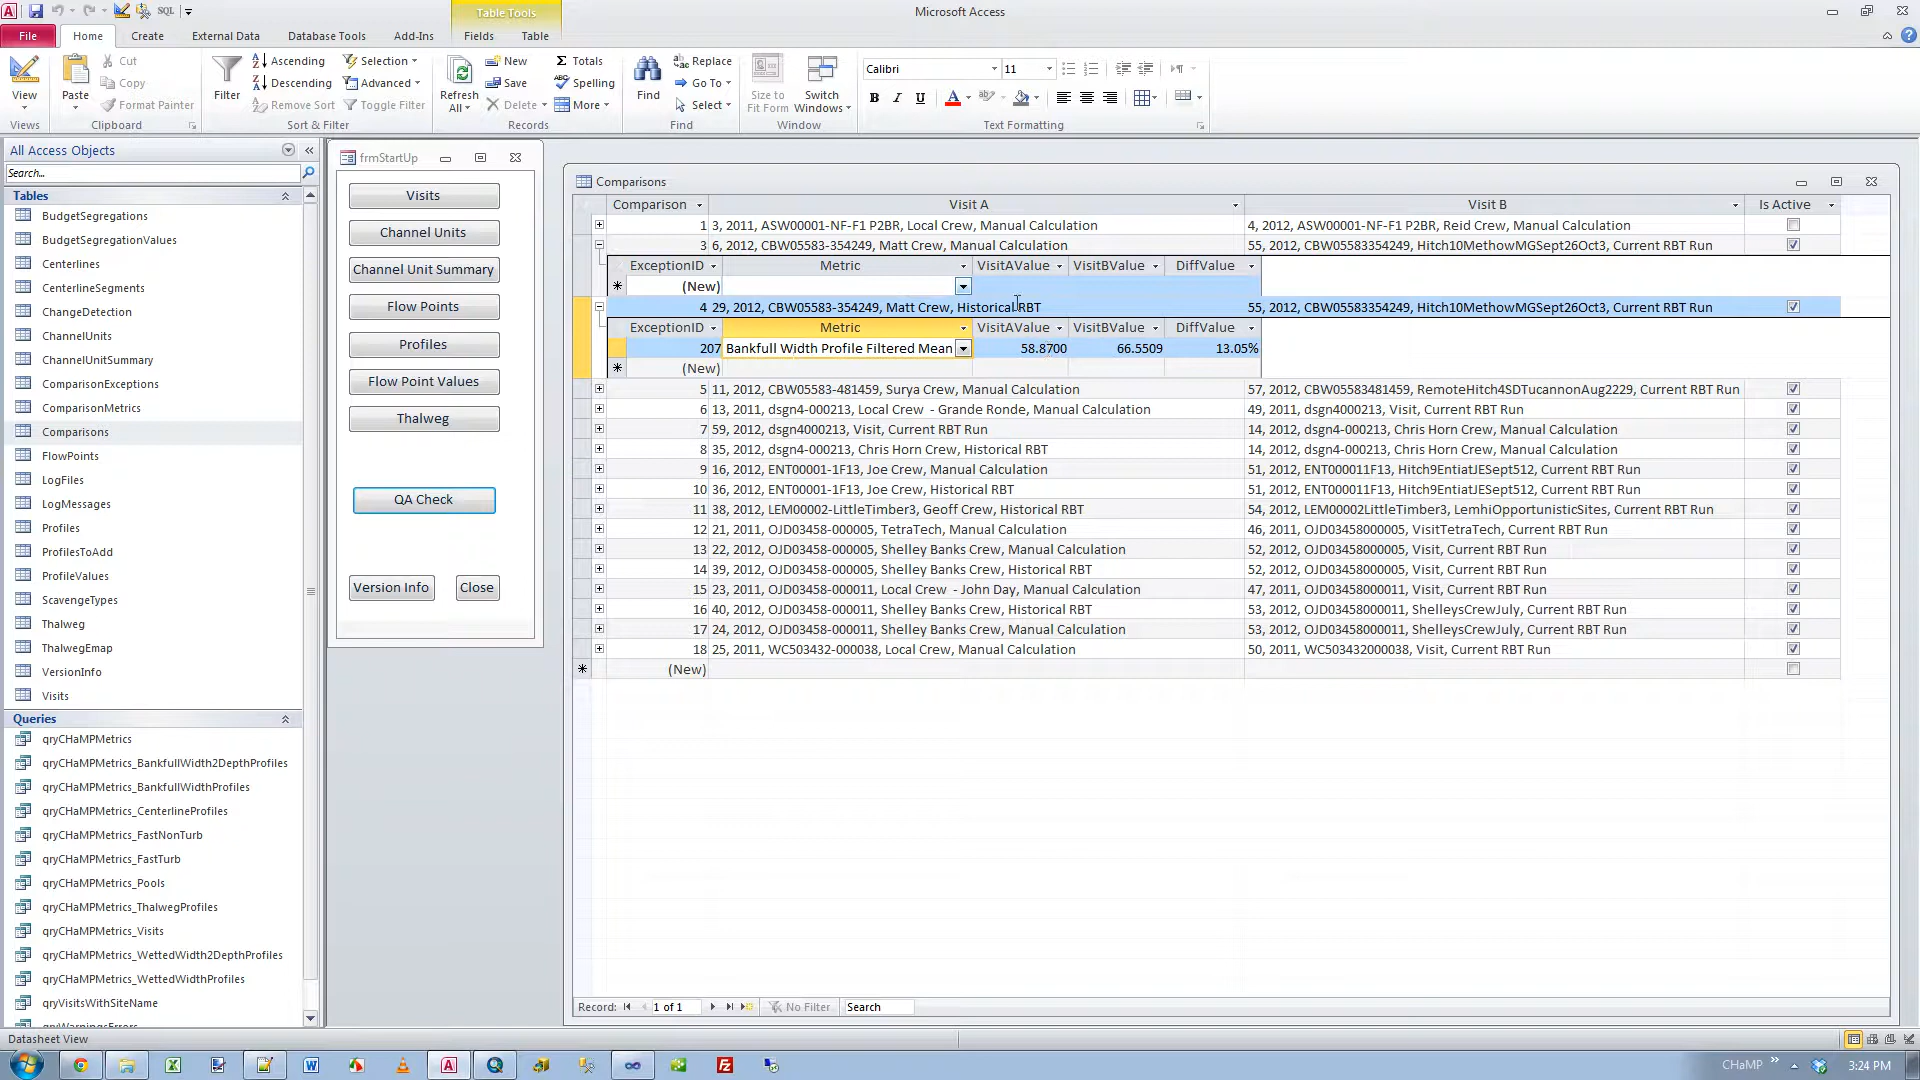 SQL
Table Tools
Microsoft Access
File
Home
Create
External Data
Database Tools
Add-Ins
Fields
Table
View
Views
Paste
Cut
Copy
Format Painter
Clipboard
Filter
Ascending
Descending
Remove Sort
Selection
Advanced
Toggle Filter
Sort & Filter
Refresh
All
New
Save
Delete
Totals
Spelling
More
Records
Find
Replace
Go To
Select
Find
Size to
Fit Form
Switch
Windows
Window
Calibri
11
B
I
U
A
Text Formatting
All Access Objects
Search...
Tables
BudgetSegregations
BudgetSegregationValues
Centerlines
CenterlineSegments
ChangeDetection
ChannelUnits
ChannelUnitSummary
ComparisonExceptions
ComparisonMetrics
Comparisons
FlowPoints
LogFiles
LogMessages
Profiles
ProfilesToAdd
ProfileValues
ScavengeTypes
Thalweg
ThalwegEmap
VersionInfo
Visits
Queries
qryCHaMPMetrics
qryCHaMPMetrics_BankfullWidth2DepthProfiles
qryCHaMPMetrics_BankfullWidthProfiles
qryCHaMPMetrics_CenterlineProfiles
qryCHaMPMetrics_FastNonTurb
qryCHaMPMetrics_FastTurb
qryCHaMPMetrics_Pools
qryCHaMPMetrics_ThalwegProfiles
qryCHaMPMetrics_Visits
qryCHaMPMetrics_WettedWidth2DepthProfiles
qryCHaMPMetrics_WettedWidthProfiles
qryVisitsWithSiteName
qryWarningsErrors
frmStartUp
Visits
Channel Units
Channel Unit Summary
Flow Points
Profiles
Flow Point Values
Thalweg
QA Check
Version Info
Close
Comparisons
Comparison Visit A Visit B Is Active
1 3, 2011, ASW00001-NF-F1 P2BR, Local Crew, Manual Calculation 4, 2012, ASW00001-NF-F1 P2BR, Reid Crew, Manual Calculation
3 6, 2012, CBW05583-354249, Matt Crew, Manual Calculation 55, 2012, CBW05583354249, Hitch10MethowMGSept26Oct3, Current RBT Run
ExceptionID Metric VisitAValue VisitBValue DiffValue
(New)
4 29, 2012, CBW05583-354249, Matt Crew, Historical RBT 55, 2012, CBW05583354249, Hitch10MethowMGSept26Oct3, Current RBT Run
ExceptionID Metric VisitAValue VisitBValue DiffValue
207 Bankfull Width Profile Filtered Mean 58.8700 66.5509 13.05%
(New)
5 11, 2012, CBW05583-481459, Surya Crew, Manual Calculation 57, 2012, CBW05583481459, RemoteHitch4SDTucannonAug2229, Current RBT Run
6 13, 2011, dsgn4-000213, Local Crew - Grande Ronde, Manual Calculation 49, 2011, dsgn4000213, Visit, Current RBT Run
7 59, 2012, dsgn4000213, Visit, Current RBT Run 14, 2012, dsgn4-000213, Chris Horn Crew, Manual Calculation
8 35, 2012, dsgn4-000213, Chris Horn Crew, Historical RBT 14, 2012, dsgn4-000213, Chris Horn Crew, Manual Calculation
9 16, 2012, ENT00001-1F13, Joe Crew, Manual Calculation 51, 2012, ENT000011F13, Hitch9EntiatJESept512, Current RBT Run
10 36, 2012, ENT00001-1F13, Joe Crew, Historical RBT 51, 2012, ENT000011F13, Hitch9EntiatJESept512, Current RBT Run
11 38, 2012, LEM00002-LittleTimber3, Geoff Crew, Historical RBT 54, 2012, LEM00002LittleTimber3, LemhiOpportunisticSites, Current RBT Run
12 21, 2011, OJD03458-000005, TetraTech, Manual Calculation 46, 2011, OJD03458000005, VisitTetraTech, Current RBT Run
13 22, 2012, OJD03458-000005, Shelley Banks Crew, Manual Calculation 52, 2012, OJD03458000005, Visit, Current RBT Run
14 39, 2012, OJD03458-000005, Shelley Banks Crew, Historical RBT 52, 2012, OJD03458000005, Visit, Current RBT Run
15 23, 2011, OJD03458-000011, Local Crew - John Day, Manual Calculation 47, 2011, OJD03458000011, Visit, Current RBT Run
16 40, 2012, OJD03458-000011, Shelley Banks Crew, Historical RBT 53, 2012, OJD03458000011, ShelleysCrewJuly, Current RBT Run
17 24, 2012, OJD03458-000011, Shelley Banks Crew, Manual Calculation 53, 2012, OJD03458000011, ShelleysCrewJuly, Current RBT Run
18 25, 2011, WC503432-000038, Local Crew, Manual Calculation 50, 2011, WC503432000038, Visit, Current RBT Run
(New)
Record: 1 of 1 No Filter Search
Datasheet View
CHaMP
3:24 PM